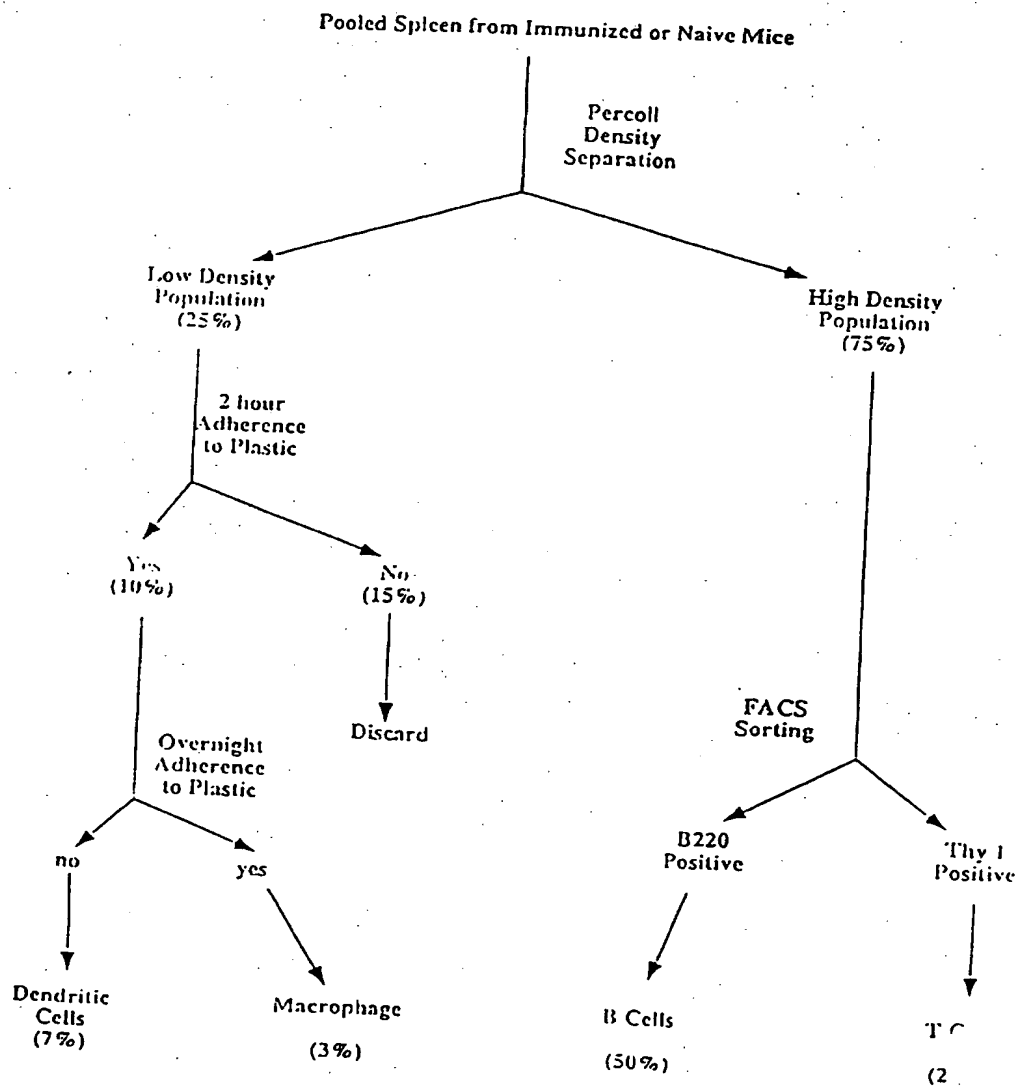 Pooled Spleen from Immunized or Naive Mice
Percoll
Density
Separation
Low Density
Population
(25%)
High Density
Population
(75%)
2 hour
Adherence
to Plastic
Yes
(10%)
No
(15%)
Discard
FACS
Sorting
Overnight
Adherence
to Plastic
no
yes
B220
Positive
Thy 1
Positive
Dendritic
Cells
(7%)
Macrophage
(3%)
B Cells
(50%)
T
(2